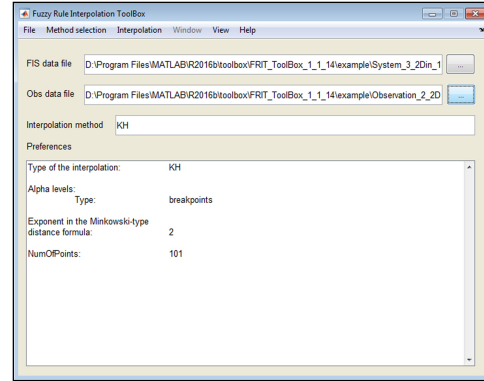 Fuzzy Rule Interpolation ToolBox
File Method selection Interpolation Window View Help
FIS data file D:\Program Files\MATLAB\R2016b\toolbox\FRIT_ToolBox_1_1_14\example\System_3_2Din_1 ...
Obs data file D:\Program Files\MATLAB\R2016b\toolbox\FRIT_ToolBox_1_1_14\example\Observation_2_2D ...
Interpolation method KH
Preferences
Type of the interpolation: KH
Alpha levels:
Type: breakpoints
Exponent in the Minkowski-type
distance formula: 2
NumOfPoints: 101